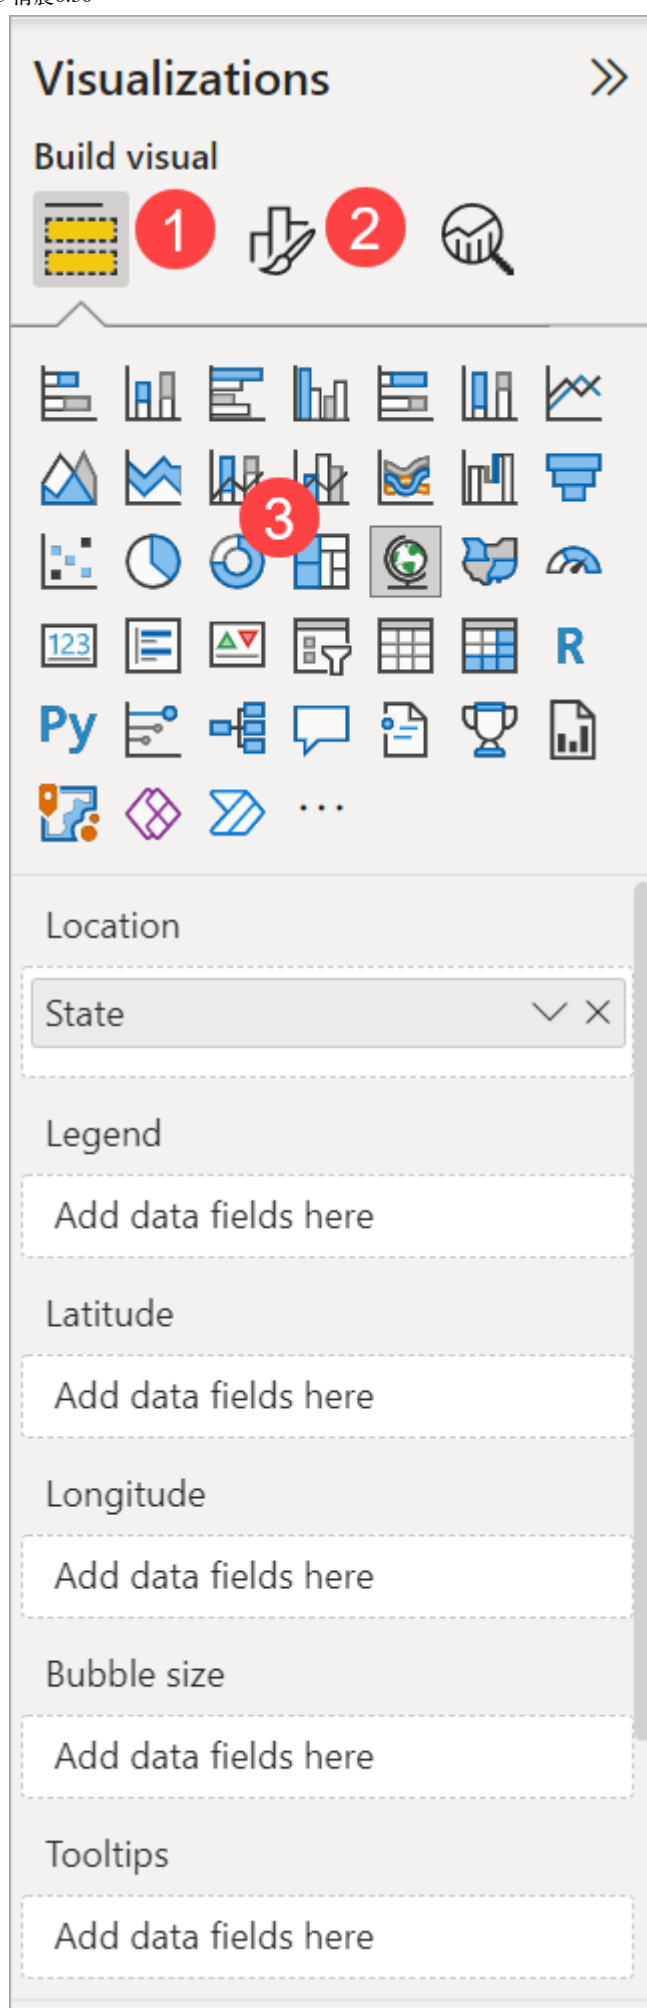 Visualizations
Build visual
1
2
3
123
R
Py
...
Location
State
Legend
Add data fields here
Latitude
Add data fields here
Longitude
Add data fields here
Bubble size
Add data fields here
Tooltips
Add data fields here